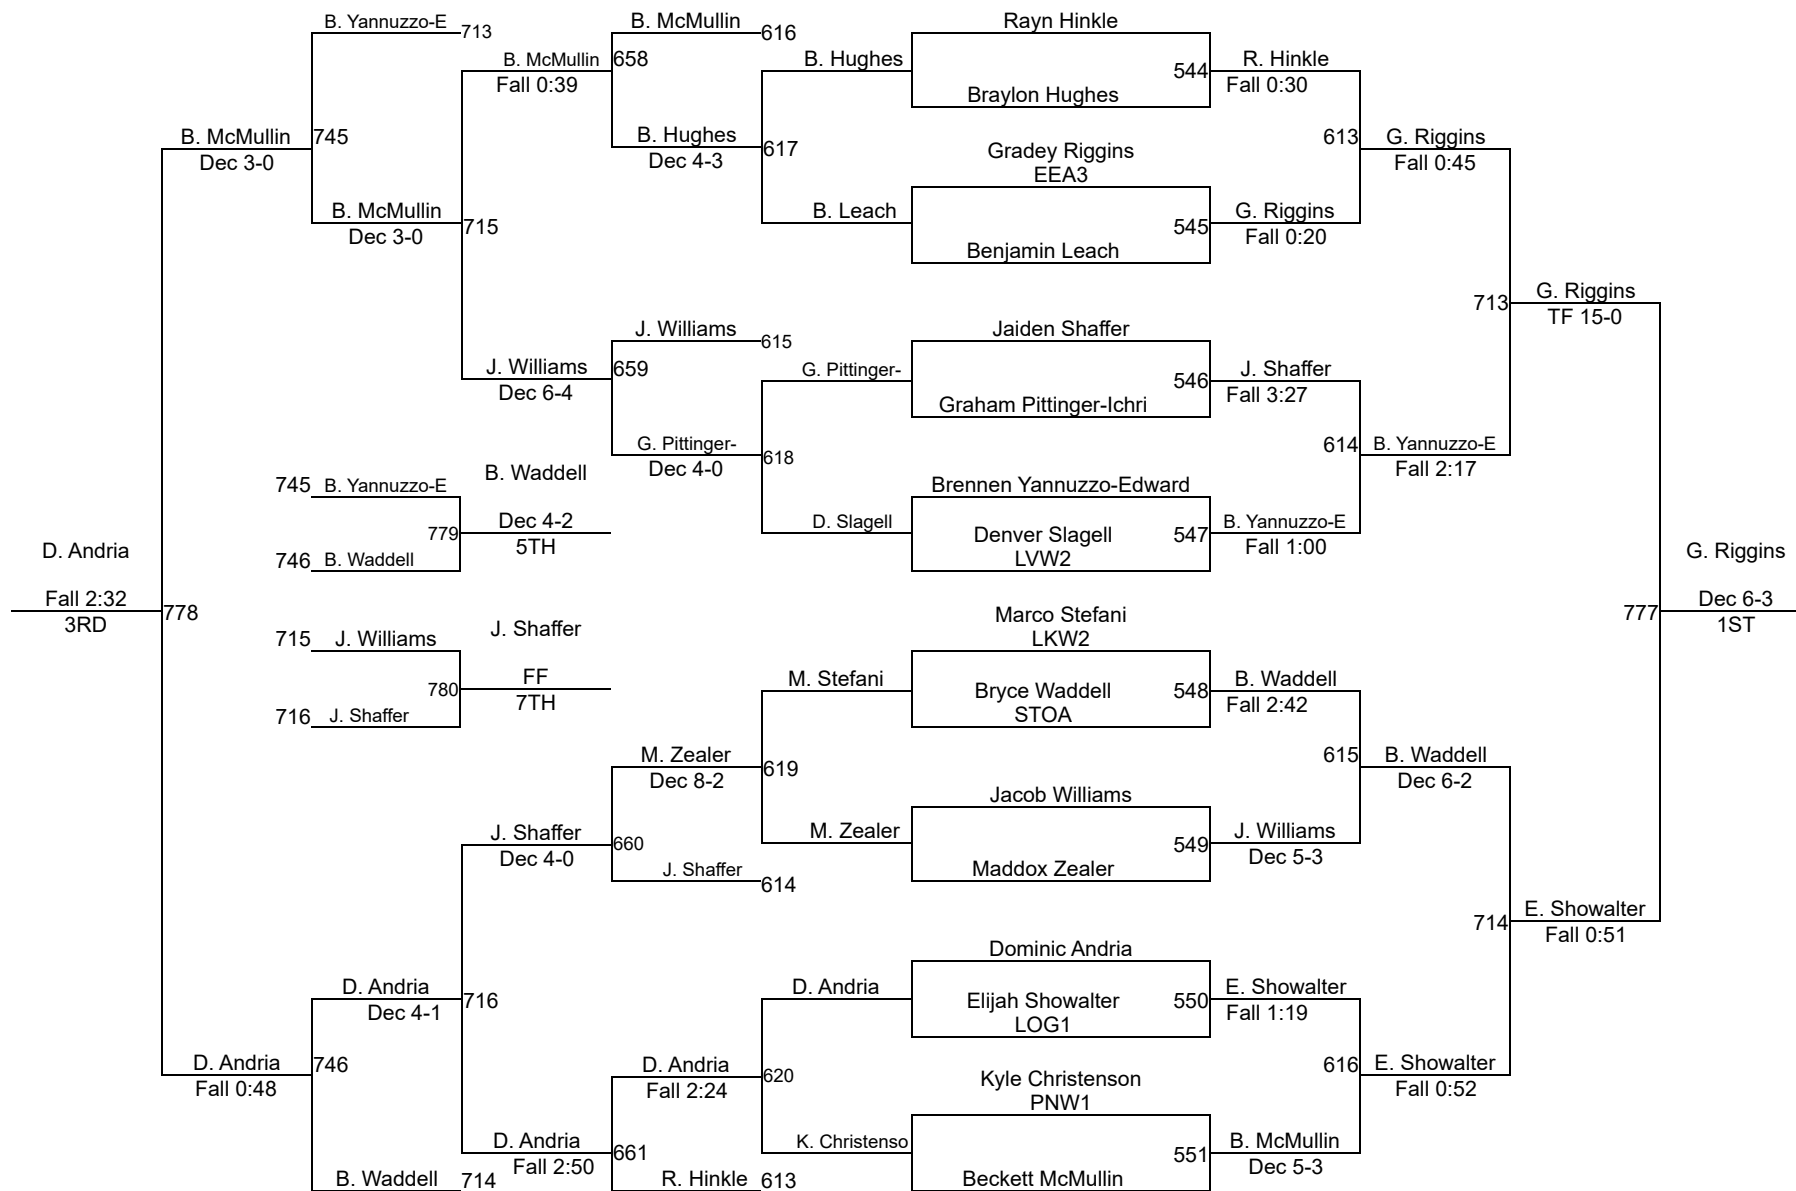 B. Yannuzzo-E
713
B. McMullin
745
B. McMullin
Dec 3-0
B. McMullin
Dec 3-0
715
B. McMullin
Fall 0:39
658
B. McMullin
616
B. Hughes
Dec 4-3
617
B. Hughes
B. Leach
Rayn Hinkle
544
Braylon Hughes
R. Hinkle
Fall 0:30
Gradey Riggins
EEA3
545
Benjamin Leach
G. Riggins
Fall 0:20
613
G. Riggins
Fall 0:45
J. Williams
615
J. Williams
Dec 6-4
659
G. Pittinger-
Dec 4-0
618
G. Pittinger-
D. Slagell
Jaiden Shaffer
546
Graham Pittinger-Ichri
J. Shaffer
Fall 3:27
Brennen Yannuzzo-Edward
Denver Slagell
LVW2
547
B. Yannuzzo-E
Fall 1:00
614
B. Yannuzzo-E
Fall 2:17
713
G. Riggins
TF 15-0
745
B. Yannuzzo-E
746
B. Waddell
779
B. Waddell
Dec 4-2
5TH
D. Andria
Fall 2:32
3RD
778
715
J. Williams
716
J. Shaffer
780
J. Shaffer
FF
7TH
G. Riggins
777
Dec 6-3
1ST
Marco Stefani
LKW2
Bryce Waddell
STOA
548
B. Waddell
Fall 2:42
M. Stefani
M. Zealer
Dec 8-2
619
M. Zealer
Jacob Williams
549
Maddox Zealer
J. Williams
Dec 5-3
615
B. Waddell
Dec 6-2
J. Shaffer
Dec 4-0
660
J. Shaffer
614
714
E. Showalter
Fall 0:51
D. Andria
Dec 4-1
716
D. Andria
Fall 0:48
746
B. Waddell
714
D. Andria
Fall 2:50
661
D. Andria
Fall 2:24
620
R. Hinkle
613
D. Andria
K. Christenso
Dominic Andria
Elijah Showalter
LOG1
550
E. Showalter
Fall 1:19
Kyle Christenson
PNW1
551
Beckett McMullin
B. McMullin
Dec 5-3
616
E. Showalter
Fall 0:52